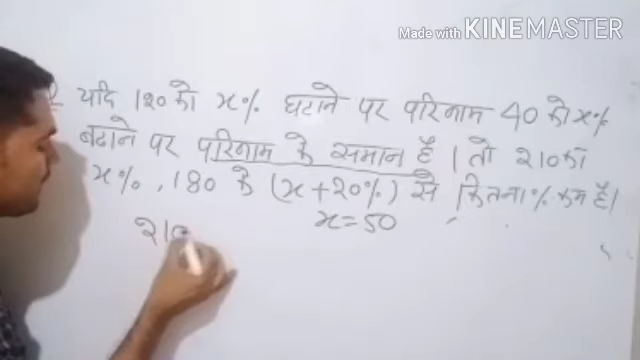 Made with KINEMASTER
यदि 120 को x% घटाने पर परिणाम 40 को x%
बढाने पर परिणाम के समान है। तो 210 का
x%, 180 के (x+20%) से कितना% कम है।
x=50
210